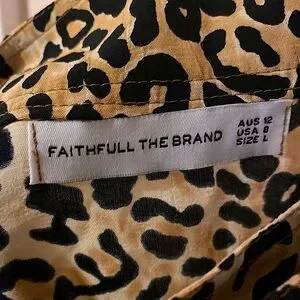 FAITHFULL THE BRAND
AUS 12
USA 8
SIZE L